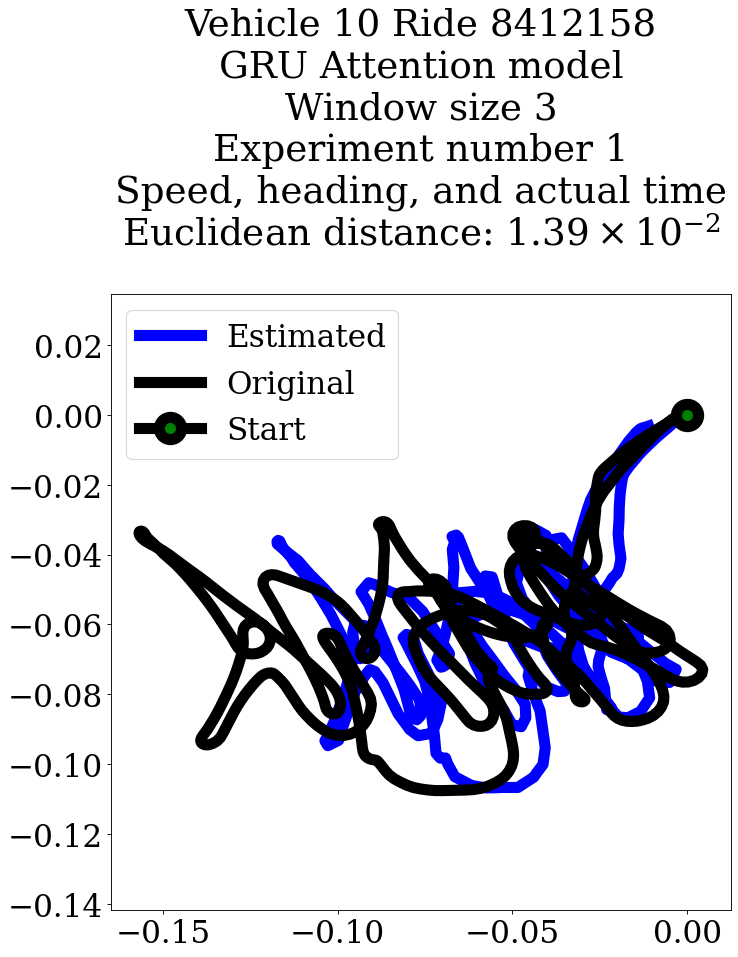 Vehicle 10 Ride 8412158
GRU Attention model
Window size 3
Experiment number 1
Speed, heading, and actual time
Euclidean distance: 1.39 × 10⁻²
Estimated
Original
Start
0.02
0.00
−0.02
−0.04
−0.06
−0.08
−0.10
−0.12
−0.14
−0.15
−0.10
−0.05
0.00